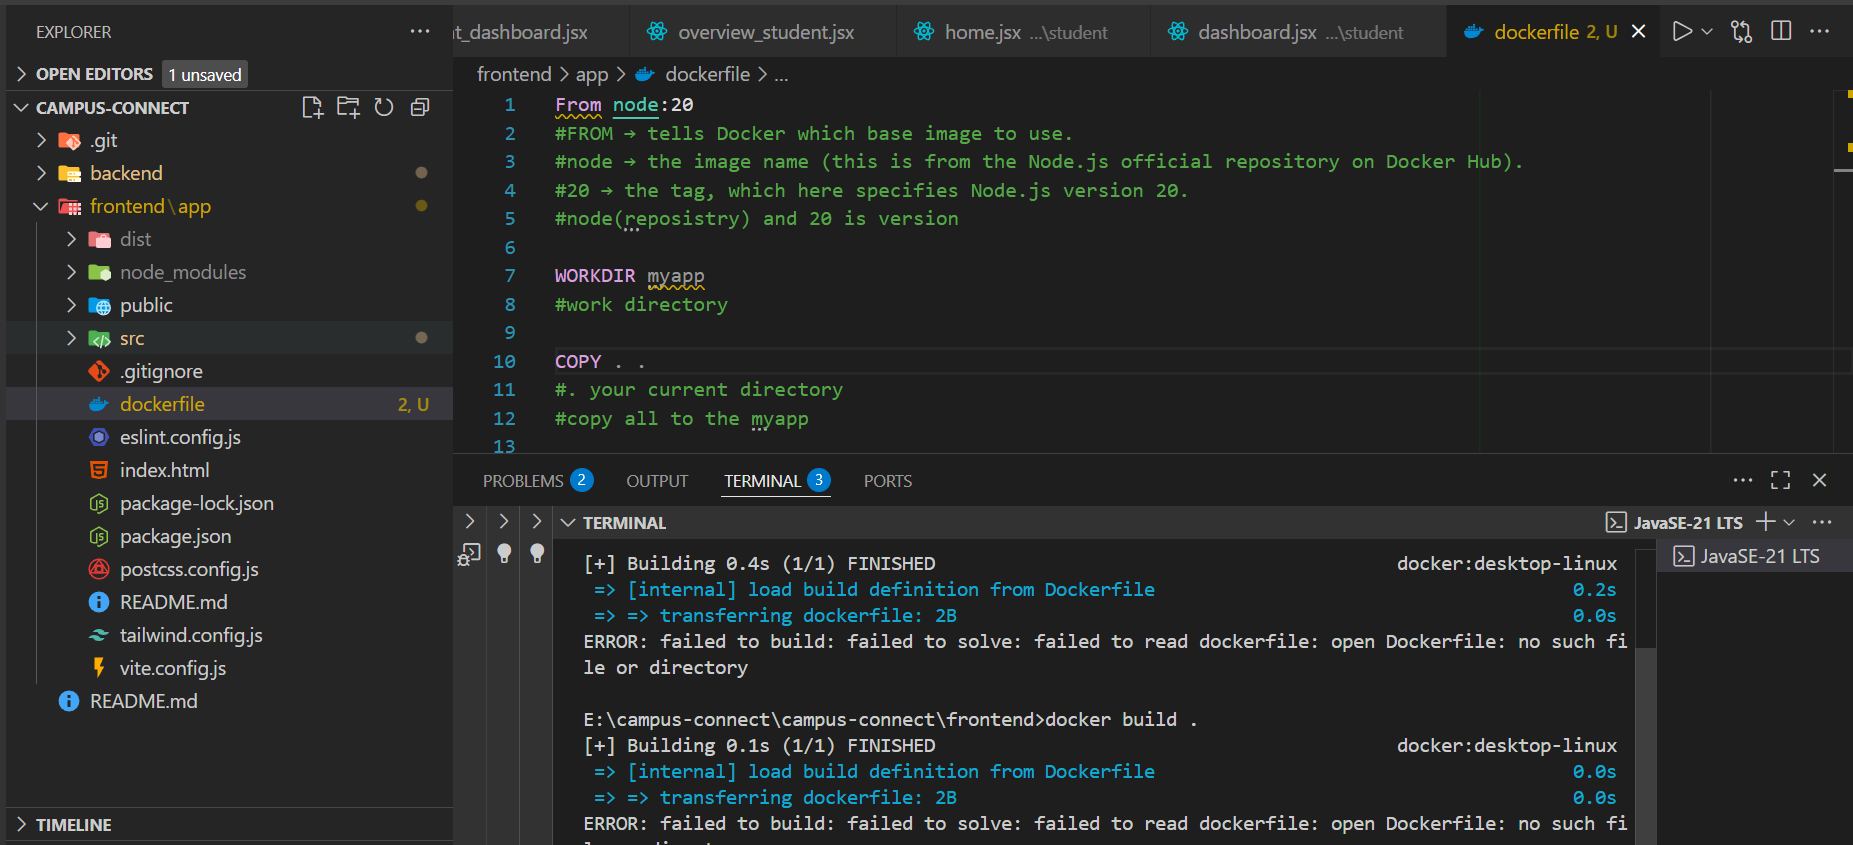 EXPLORER
OPEN EDITORS 1 unsaved
CAMPUS-CONNECT
.git
backend
frontend\app
dist
node_modules
public
src
.gitignore
dockerfile 2, U
eslint.config.js
index.html
package-lock.json
package.json
postcss.config.js
README.md
tailwind.config.js
vite.config.js
README.md
TIMELINE
t_dashboard.jsx
overview_student.jsx
home.jsx ...\student
dashboard.jsx ...\student
dockerfile 2, U
frontend > app > dockerfile > ...
1 From node:20
2 #FROM → tells Docker which base image to use.
3 #node → the image name (this is from the Node.js official repository on Docker Hub).
4 #20 → the tag, which here specifies Node.js version 20.
5 #node(reposistry) and 20 is version
6
7 WORKDIR myapp
8 #work directory
9
10 COPY . .
11 #. your current directory
12 #copy all to the myapp
13
PROBLEMS 2 OUTPUT TERMINAL 3 PORTS
TERMINAL
JavaSE-21 LTS
JavaSE-21 LTS
[+] Building 0.4s (1/1) FINISHED docker:desktop-linux
=> [internal] load build definition from Dockerfile 0.2s
=> => transferring dockerfile: 2B 0.0s
ERROR: failed to build: failed to solve: failed to read dockerfile: open Dockerfile: no such fi
le or directory
E:\campus-connect\campus-connect\frontend>docker build .
[+] Building 0.1s (1/1) FINISHED docker:desktop-linux
=> [internal] load build definition from Dockerfile 0.0s
=> => transferring dockerfile: 2B 0.0s
ERROR: failed to build: failed to solve: failed to read dockerfile: open Dockerfile: no such fi